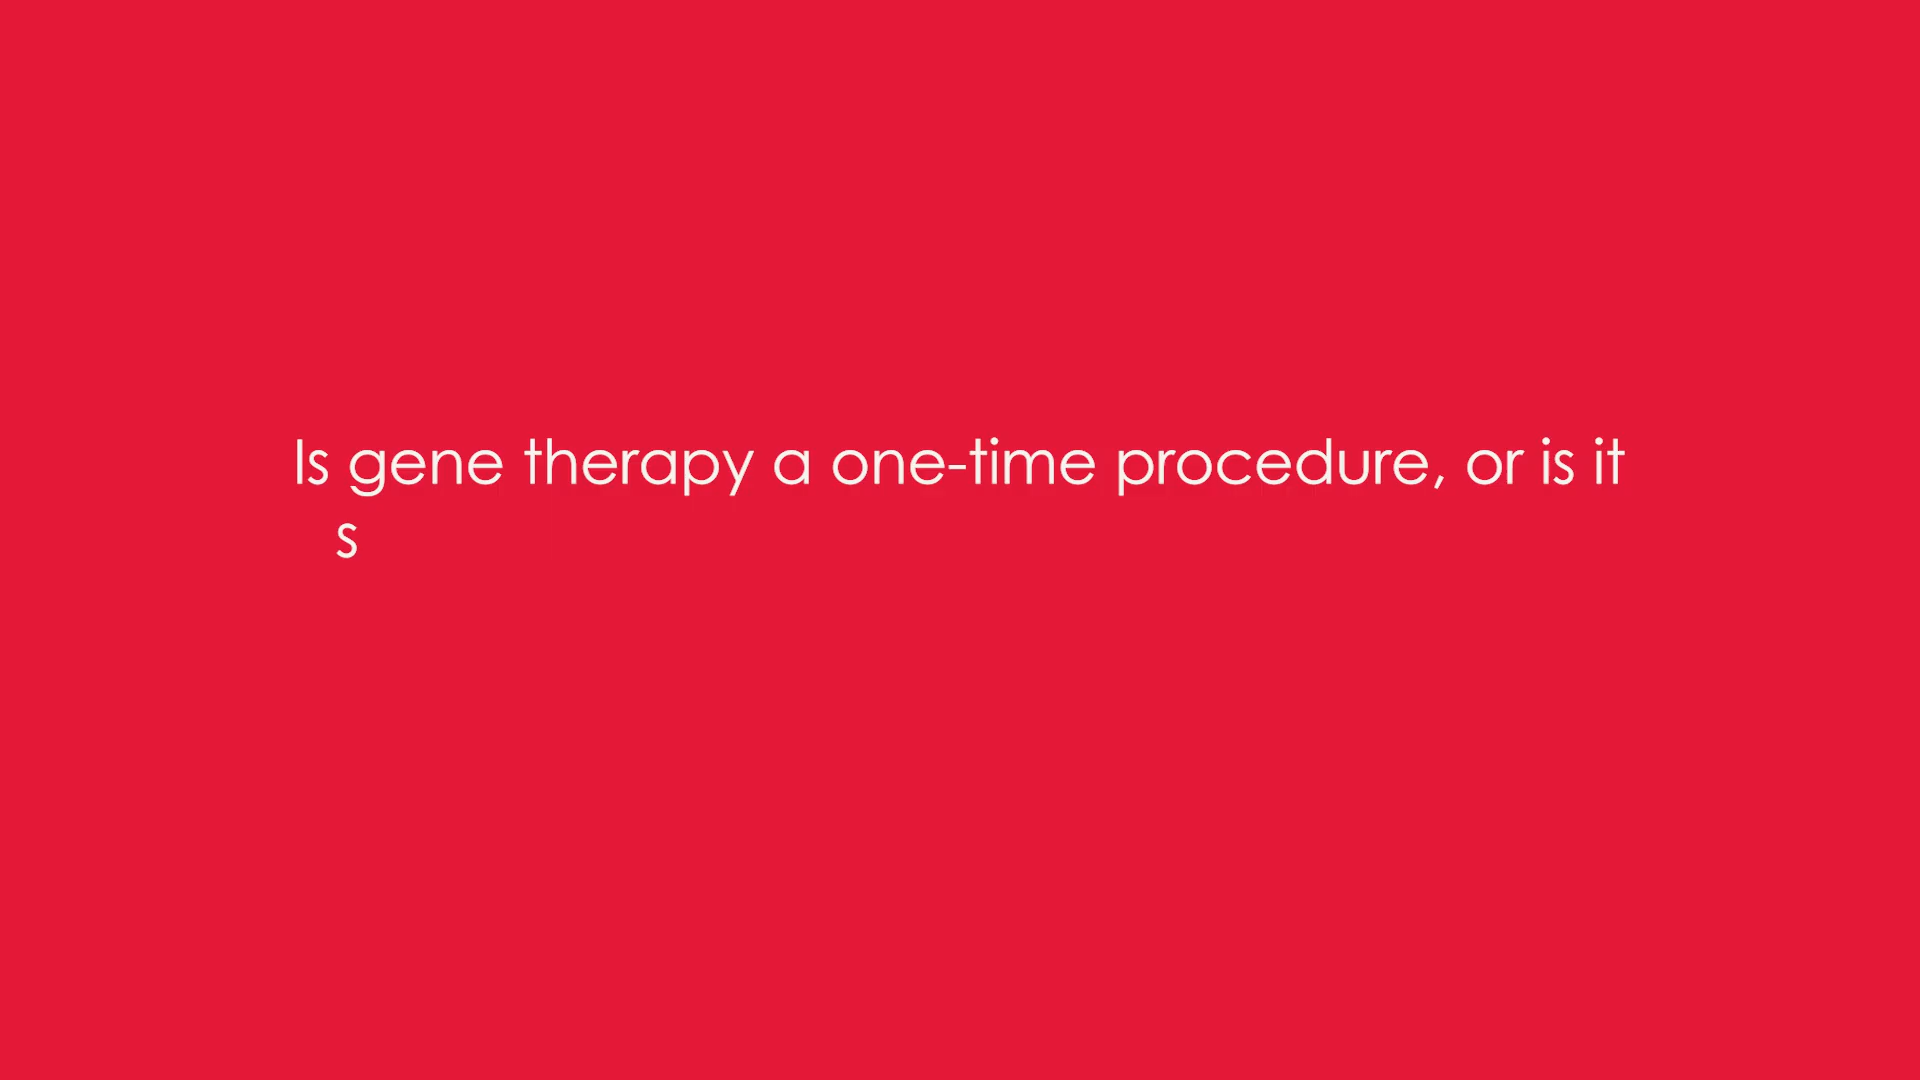 Is gene therapy a one-time procedure, or is it
s